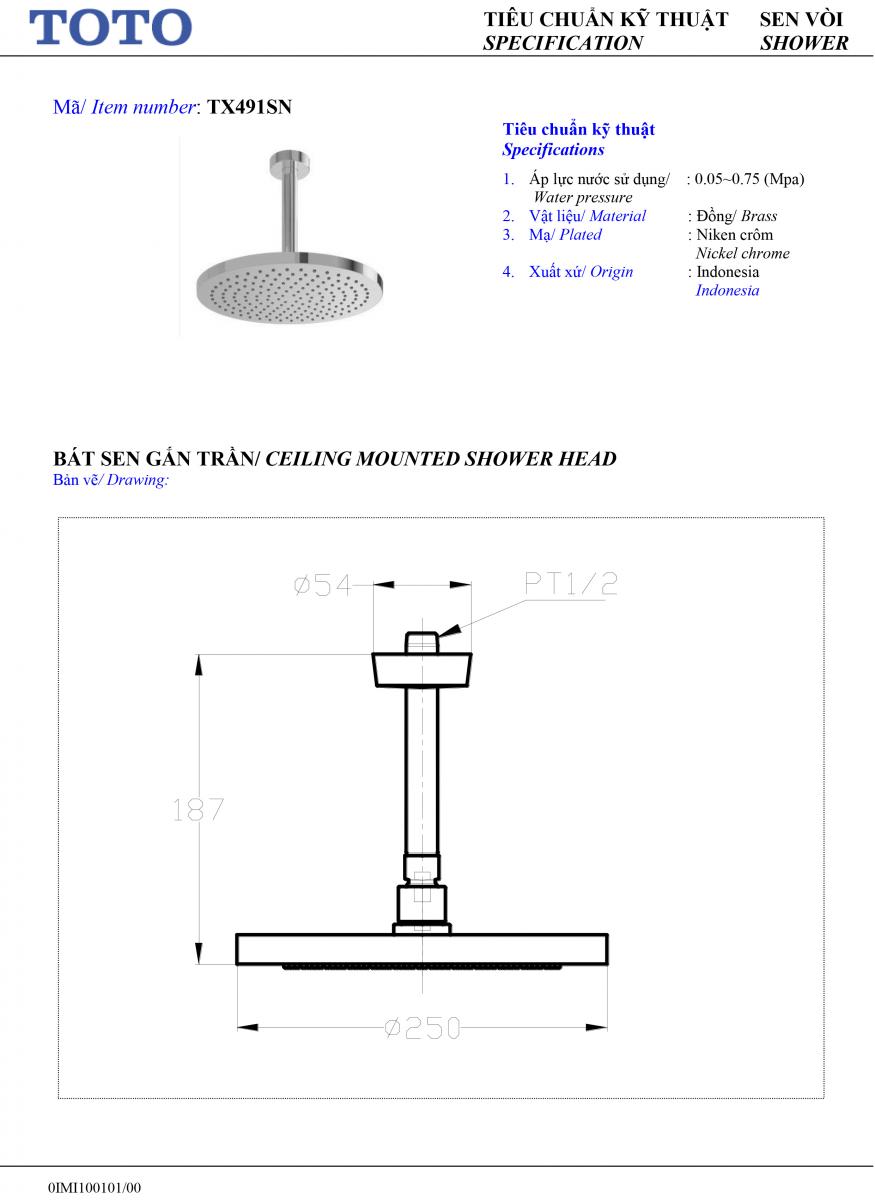 TOTO
TIÊU CHUẨN KỸ THUẬT SEN VÒI
SPECIFICATION SHOWER
Mã/ Item number: TX491SN
Tiêu chuẩn kỹ thuật
Specifications
1. Áp lực nước sử dụng/ : 0.05~0.75 (Mpa)
Water pressure
2. Vật liệu/ Material : Đồng/ Brass
3. Mạ/ Plated : Niken crôm
Nickel chrome
4. Xuất xứ/ Origin : Indonesia
Indonesia
BÁT SEN GẮN TRẦN/ CEILING MOUNTED SHOWER HEAD
Bản vẽ/ Drawing:
Ø54
PT1/2
187
Ø250
0IMI100101/00